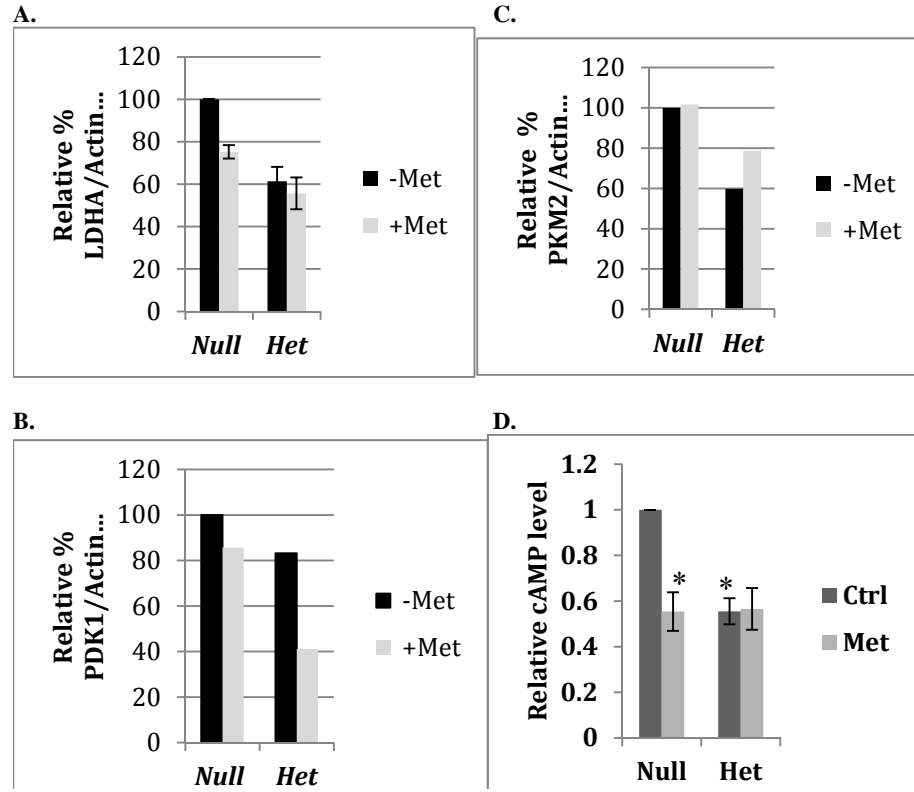 A.
Relative %
LDHA/Actin...
120
100
80
60
40
20
0
Null Het
-Met
+Met
C.
Relative %
PKM2/Actin...
120
100
80
60
40
20
0
Null Het
-Met
+Met
B.
Relative %
PDK1/Actin...
120
100
80
60
40
20
0
Null Het
-Met
+Met
D.
Relative cAMP level
1.2
1
0.8
0.6
0.4
0.2
0
* *
Null Het
Ctrl
Met